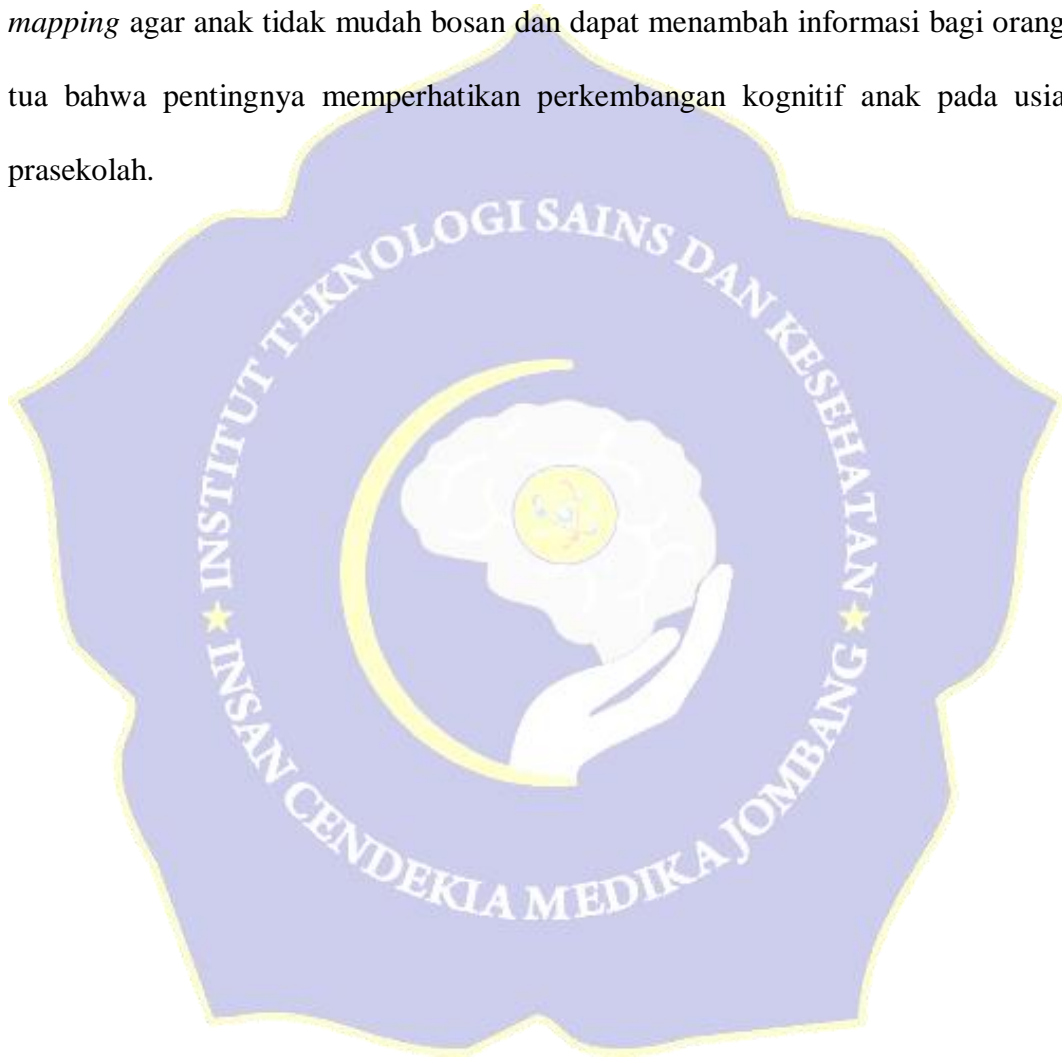 mapping agar anak tidak mudah bosan dan dapat menambah informasi bagi orang
tua bahwa pentingnya memperhatikan perkembangan kognitif anak pada usia
prasekolah.
INSTITUT TEKNOLOGI SAINS DAN KESEHATAN
INSAN CENDEKIA MEDIKA JOMBANG